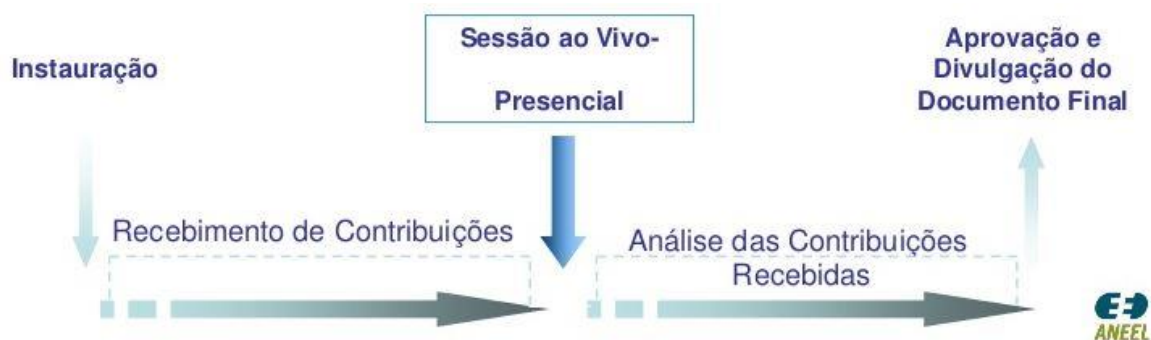 Instauração
Sessão ao Vivo-
Presencial
Aprovação e
Divulgação do
Documento Final
Recebimento de Contribuições
Análise das Contribuições
Recebidas
ANEEL